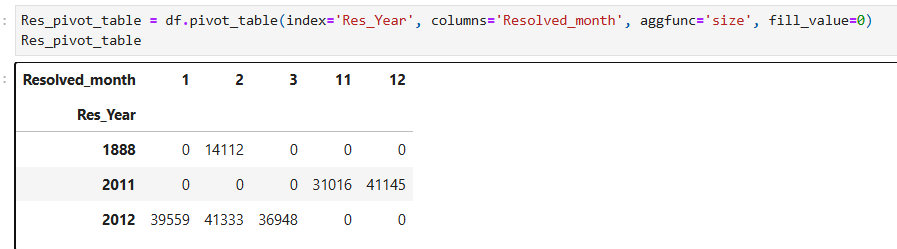 Res_pivot_table = df.pivot_table(index='Res_Year', columns='Resolved_month', aggfunc='size', fill_value=0)
Res_pivot_table
Resolved_month 1 2 3 11 12
Res_Year
1888 0 14112 0 0 0
2011 0 0 0 31016 41145
2012 39559 41333 36948 0 0